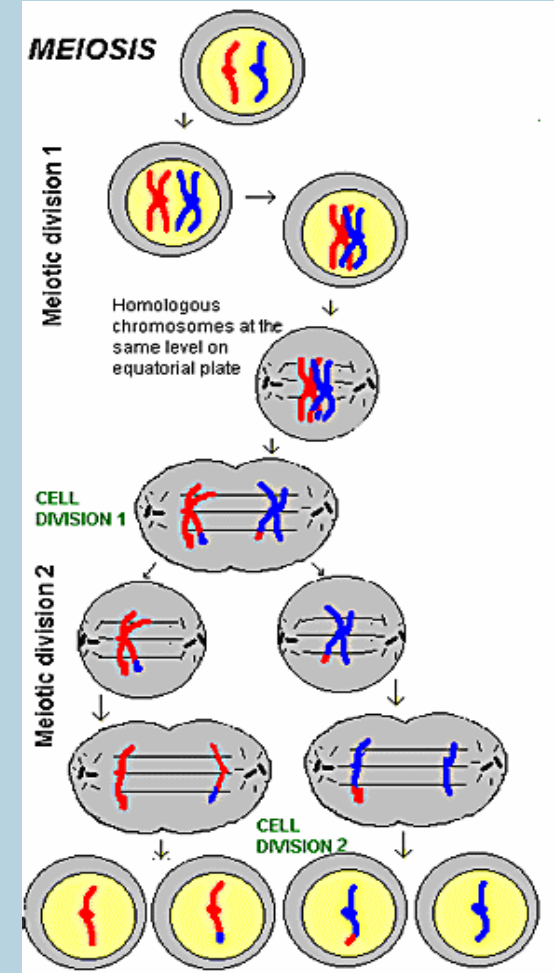 MEIOSIS
Meiotic division 1
Homologous
chromosomes at the
same level on
equatorial plate
CELL
DIVISION 1
Meiotic division 2
CELL
DIVISION 2